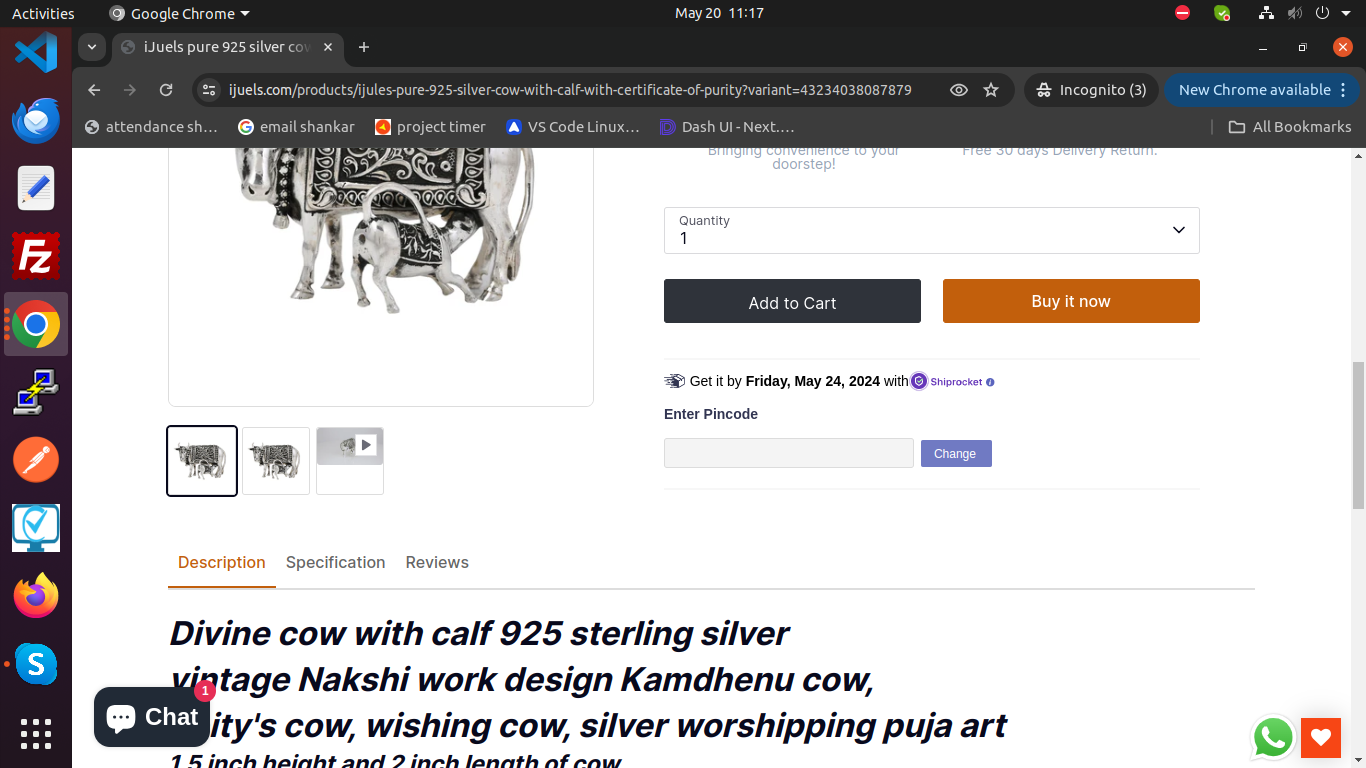 Activities
Google Chrome
May 20 11:17
iJuels pure 925 silver cow
ijuels.com/products/ijules-pure-925-silver-cow-with-calf-with-certificate-of-purity?variant=43234038087879
Incognito (3)
New Chrome available
attendance sh…
email shankar
project timer
VS Code Linux…
Dash UI - Next.…
All Bookmarks
Bringing convenience to your
doorstep!
Free 30 days Delivery Return.
Quantity
1
Add to Cart
Buy it now
Get it by Friday, May 24, 2024 with Shiprocket
Enter Pincode
Change
Description
Specification
Reviews
Divine cow with calf 925 sterling silver
vintage Nakshi work design Kamdhenu cow,
ity's cow, wishing cow, silver worshipping puja art
1.5 inch height and 2 inch length of cow
Chat
1